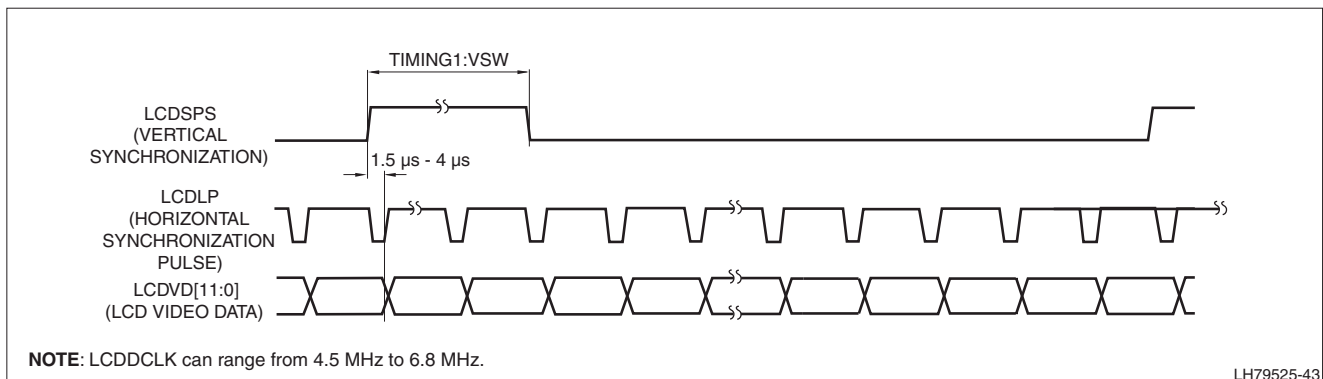 TIMING1:VSW
LCDSPS
(VERTICAL
SYNCHRONIZATION)
1.5 µs - 4 µs
LCDLP
(HORIZONTAL
SYNCHRONIZATION
PULSE)
LCDVD[11:0]
(LCD VIDEO DATA)
NOTE: LCDDCLK can range from 4.5 MHz to 6.8 MHz.
LH79525-43